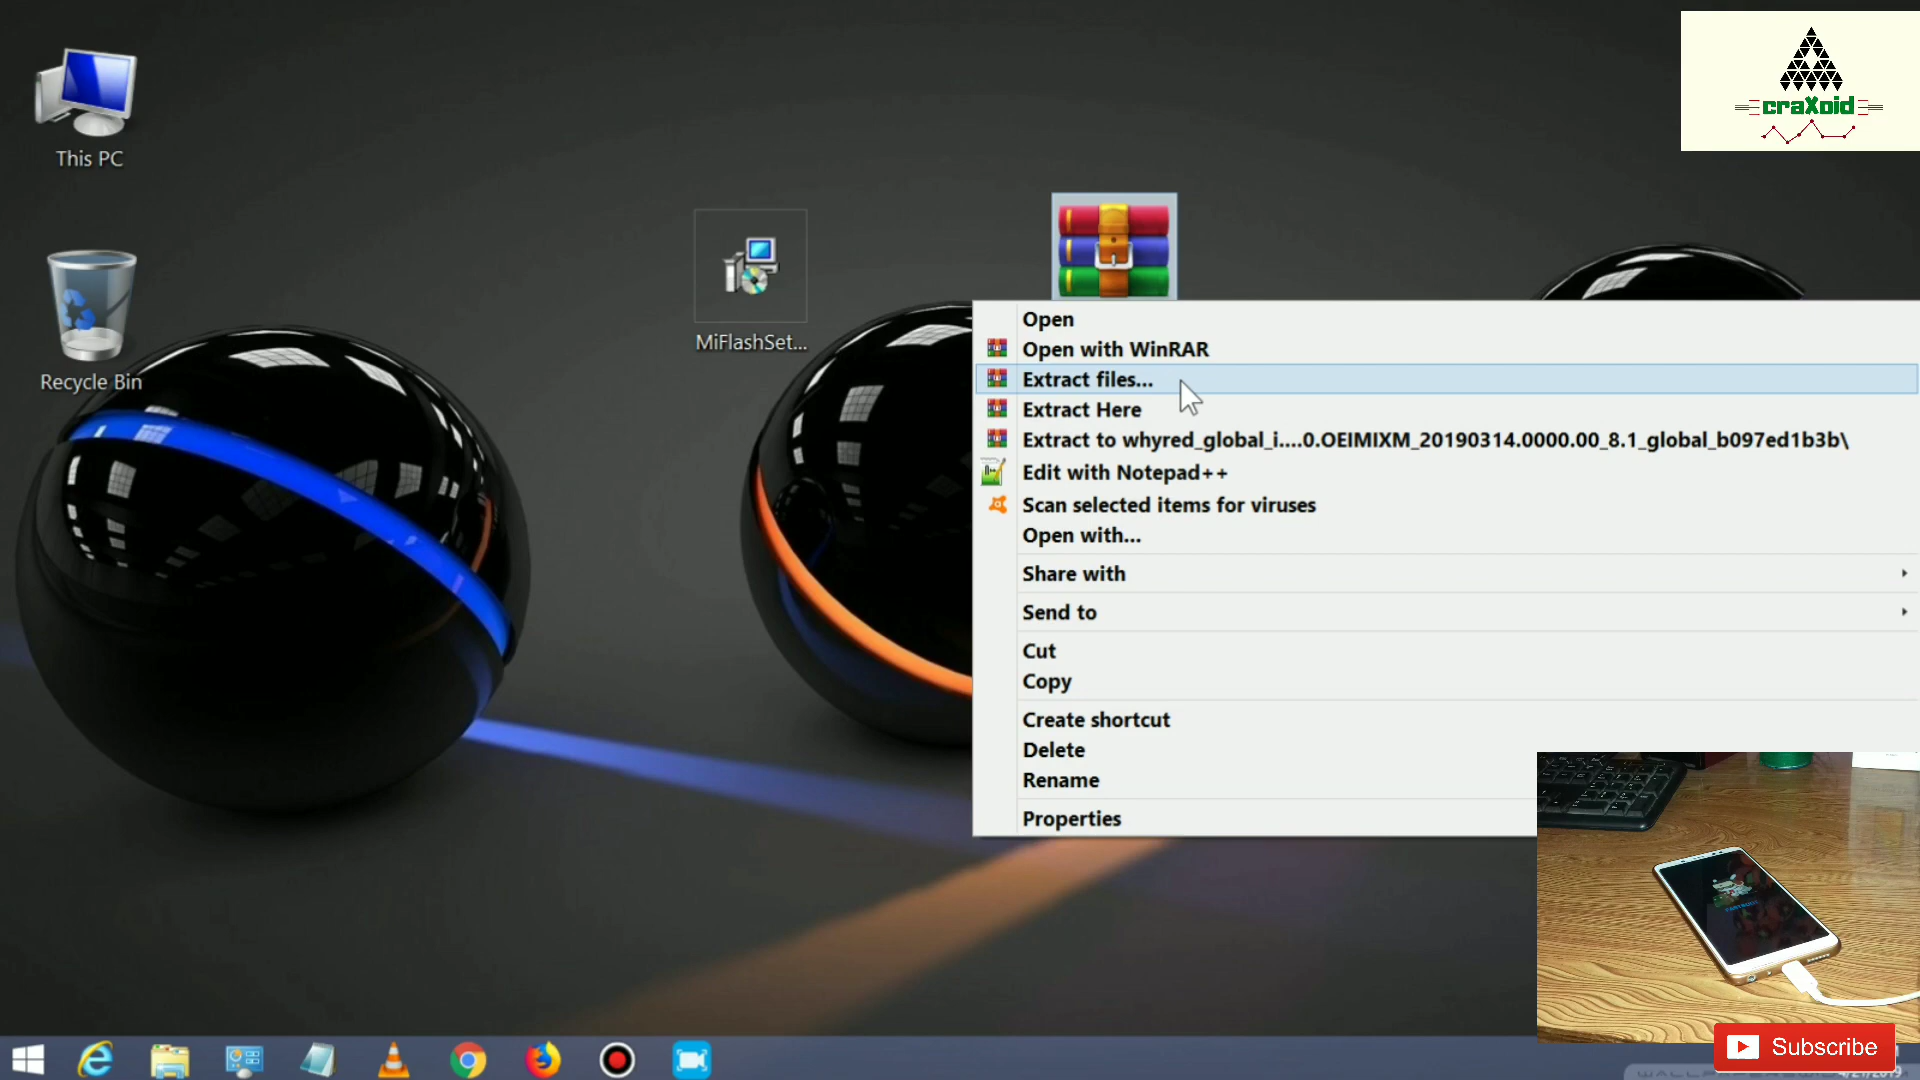 craXoid
This PC
Recycle Bin
MiFlashSet...
Open
Open with WinRAR
Extract files...
Extract Here
Extract to whyred_global_i....0.OEIMIXM_20190314.0000.00_8.1_global_b097ed1b3b\
Edit with Notepad++
Scan selected items for viruses
Open with...
Share with
Send to
Cut
Copy
Create shortcut
Delete
Rename
Properties
FASTBOOT
Subscribe